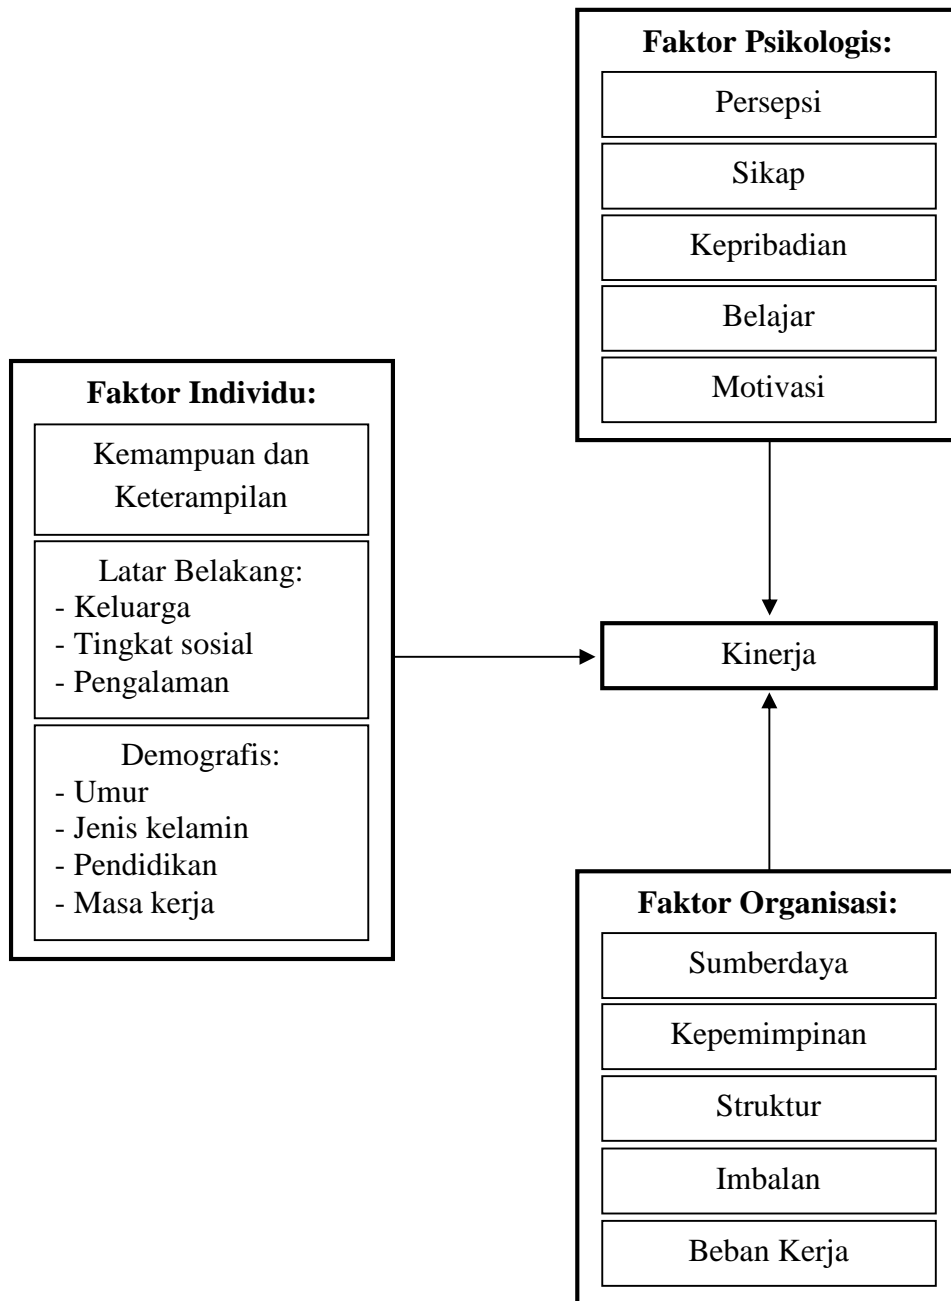 Faktor Psikologis:
Persepsi
Sikap
Kepribadian
Belajar
Motivasi
Faktor Individu:
Kemampuan dan
Keterampilan
Latar Belakang:
- Keluarga
- Tingkat sosial
- Pengalaman
Demografis:
- Umur
- Jenis kelamin
- Pendidikan
- Masa kerja
Kinerja
Faktor Organisasi:
Sumberdaya
Kepemimpinan
Struktur
Imbalan
Beban Kerja